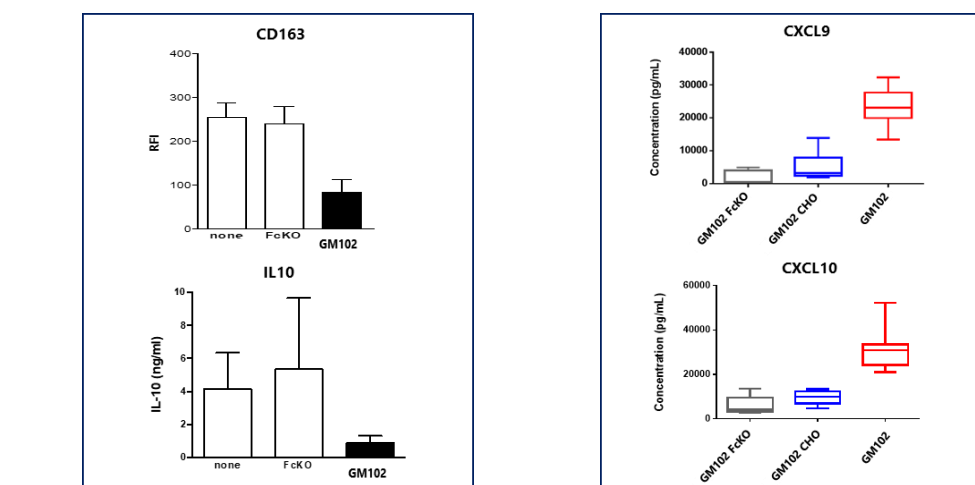 CD163
400
300
200
100
0
RFI
none FcKO GM102
IL10
10
8
6
4
2
0
IL-10 (ng/ml)
none FcKO GM102
CXCL9
40000
30000
20000
10000
0
Concentration (pg/mL)
GM102 FcKO
GM102 CHO
GM102
CXCL10
60000
40000
20000
0
Concentration (pg/mL)
GM102 FcKO
GM102 CHO
GM102